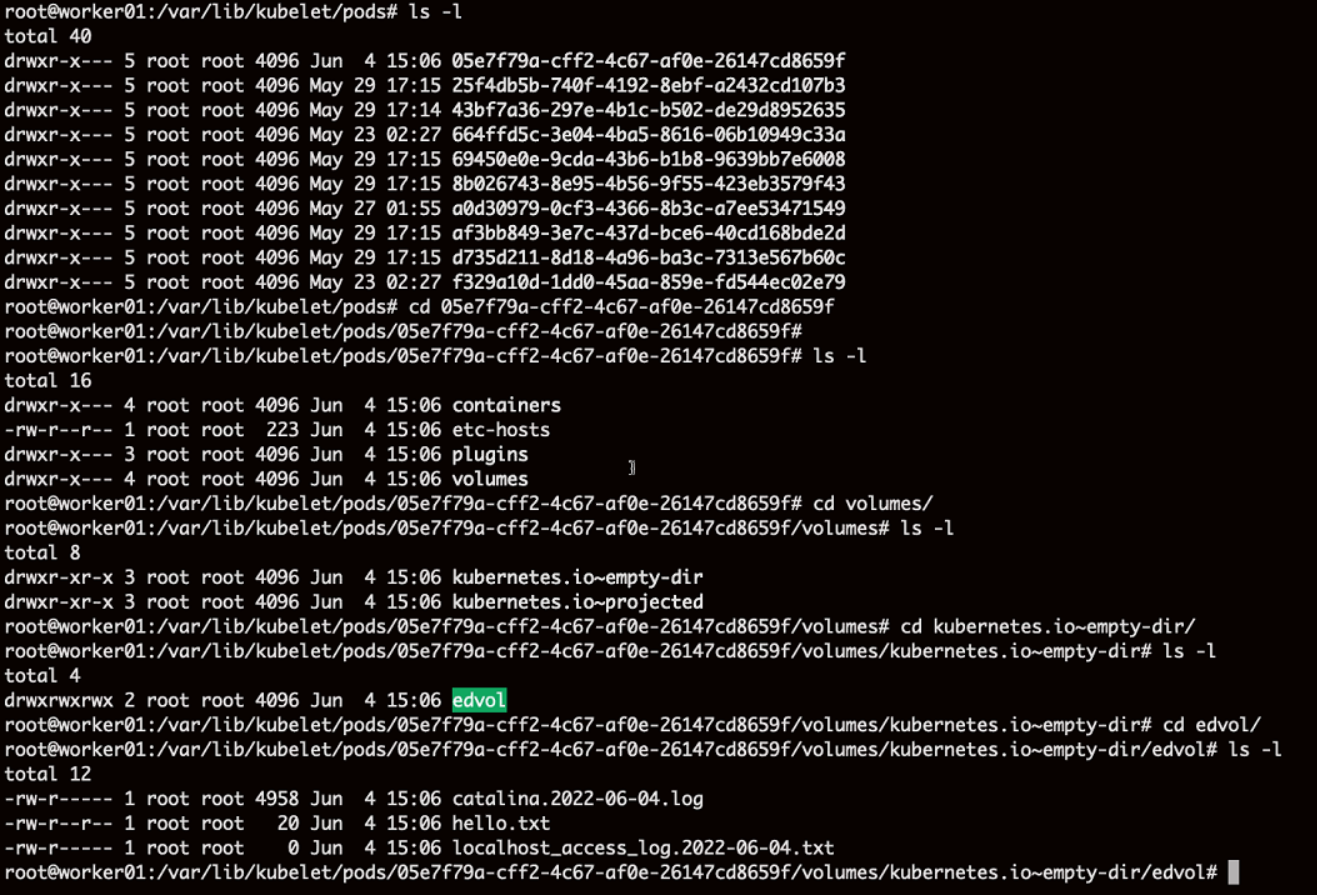 root@worker01:/var/lib/kubelet/pods# ls -l
total 40
drwxr-x--- 5 root root 4096 Jun  4 15:06 05e7f79a-cff2-4c67-af0e-26147cd8659f
drwxr-x--- 5 root root 4096 May 29 17:15 25f4db5b-740f-4192-8ebf-a2432cd107b3
drwxr-x--- 5 root root 4096 May 29 17:14 43bf7a36-297e-4b1c-b502-de29d8952635
drwxr-x--- 5 root root 4096 May 23 02:27 664ffd5c-3e04-4ba5-8616-06b10949c33a
drwxr-x--- 5 root root 4096 May 29 17:15 69450e0e-9cda-43b6-b1b8-9639bb7e6008
drwxr-x--- 5 root root 4096 May 29 17:15 8b026743-8e95-4b56-9f55-423eb3579f43
drwxr-x--- 5 root root 4096 May 27 01:55 a0d30979-0cf3-4366-8b3c-a7ee53471549
drwxr-x--- 5 root root 4096 May 29 17:15 af3bb849-3e7c-437d-bce6-40cd168bde2d
drwxr-x--- 5 root root 4096 May 29 17:15 d735d211-8d18-4a96-ba3c-7313e567b60c
drwxr-x--- 5 root root 4096 May 23 02:27 f329a10d-1dd0-45aa-859e-fd544ec02e79
root@worker01:/var/lib/kubelet/pods# cd 05e7f79a-cff2-4c67-af0e-26147cd8659f
root@worker01:/var/lib/kubelet/pods/05e7f79a-cff2-4c67-af0e-26147cd8659f#
root@worker01:/var/lib/kubelet/pods/05e7f79a-cff2-4c67-af0e-26147cd8659f# ls -l
total 16
drwxr-x--- 4 root root 4096 Jun  4 15:06 containers
-rw-r--r-- 1 root root  223 Jun  4 15:06 etc-hosts
drwxr-x--- 3 root root 4096 Jun  4 15:06 plugins
drwxr-x--- 4 root root 4096 Jun  4 15:06 volumes
root@worker01:/var/lib/kubelet/pods/05e7f79a-cff2-4c67-af0e-26147cd8659f# cd volumes/
root@worker01:/var/lib/kubelet/pods/05e7f79a-cff2-4c67-af0e-26147cd8659f/volumes# ls -l
total 8
drwxr-xr-x 3 root root 4096 Jun  4 15:06 kubernetes.io~empty-dir
drwxr-xr-x 3 root root 4096 Jun  4 15:06 kubernetes.io~projected
root@worker01:/var/lib/kubelet/pods/05e7f79a-cff2-4c67-af0e-26147cd8659f/volumes# cd kubernetes.io~empty-dir/
root@worker01:/var/lib/kubelet/pods/05e7f79a-cff2-4c67-af0e-26147cd8659f/volumes/kubernetes.io~empty-dir# ls -l
total 4
drwxrwxrwx 2 root root 4096 Jun  4 15:06 edvol
root@worker01:/var/lib/kubelet/pods/05e7f79a-cff2-4c67-af0e-26147cd8659f/volumes/kubernetes.io~empty-dir# cd edvol/
root@worker01:/var/lib/kubelet/pods/05e7f79a-cff2-4c67-af0e-26147cd8659f/volumes/kubernetes.io~empty-dir/edvol# ls -l
total 12
-rw-r----- 1 root root 4958 Jun  4 15:06 catalina.2022-06-04.log
-rw-r--r-- 1 root root   20 Jun  4 15:06 hello.txt
-rw-r----- 1 root root    0 Jun  4 15:06 localhost_access_log.2022-06-04.txt
root@worker01:/var/lib/kubelet/pods/05e7f79a-cff2-4c67-af0e-26147cd8659f/volumes/kubernetes.io~empty-dir/edvol#